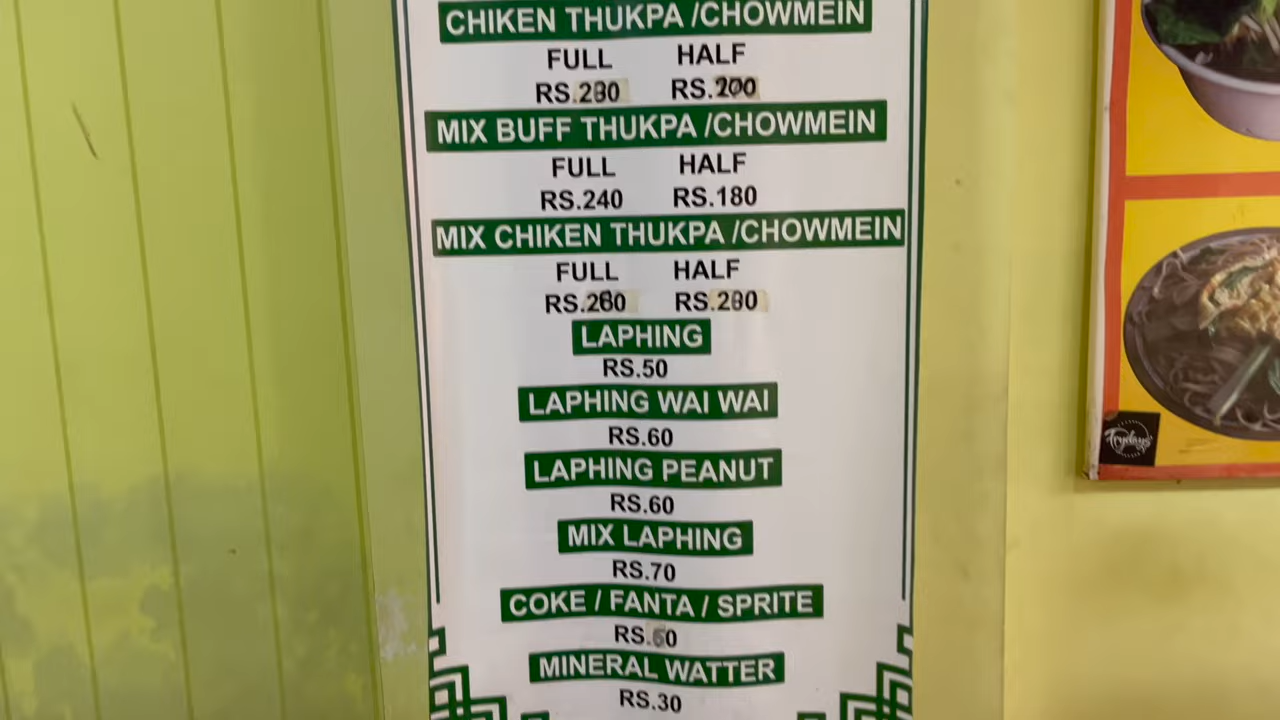 CHIKEN THUKPA /CHOWMEIN
FULL HALF
RS.230 RS.200
MIX BUFF THUKPA /CHOWMEIN
FULL HALF
RS.240 RS.180
MIX CHIKEN THUKPA /CHOWMEIN
FULL HALF
RS.260 RS.200
LAPHING
RS.50
LAPHING WAI WAI
RS.60
LAPHING PEANUT
RS.60
MIX LAPHING
RS.70
COKE / FANTA / SPRITE
RS.60
MINERAL WATTER
RS.30
Frydays